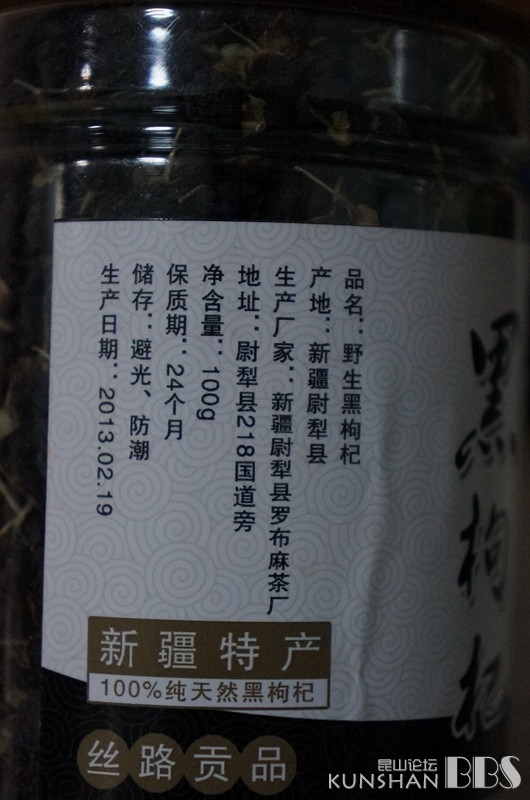 品名：野生黑枸杞
产地：新疆尉犁县
生产厂家：新疆尉犁县罗布麻茶厂
地址：尉犁县218国道旁
净含量：100g
保质期：24个月
储存：避光、防潮
生产日期：2013.02.19
黑枸杞
新疆特产
100%纯天然黑枸杞
丝路贡品
昆山论坛
KUNSHAN BBS